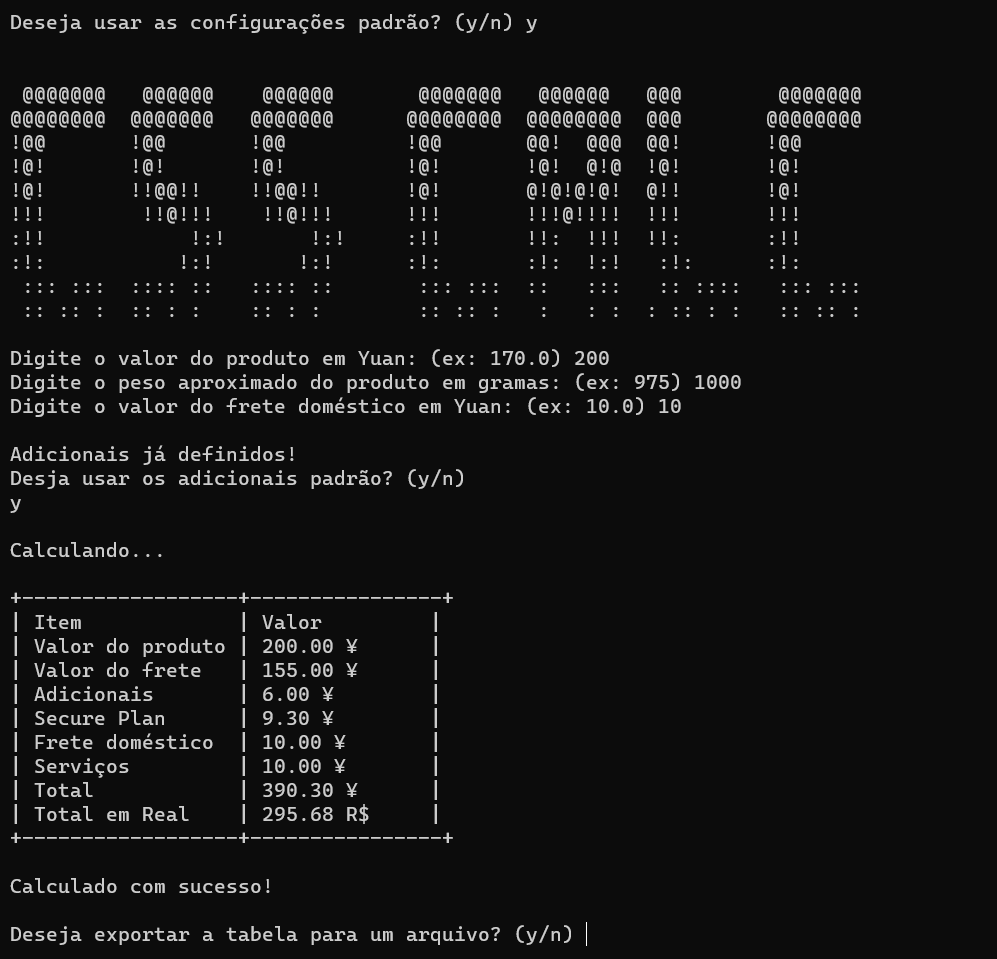 Deseja usar as configurações padrão? (y/n) y
 @@@@@@@   @@@@@@    @@@@@@       @@@@@@@   @@@@@@   @@@        @@@@@@@
@@@@@@@@  @@@@@@@   @@@@@@@      @@@@@@@@  @@@@@@@@  @@@       @@@@@@@@
!@@       !@@       !@@          !@@       @@!  @@@  @@!       !@@
!@!       !@!       !@!          !@!       !@!  @!@  !@!       !@!
!@!       !!@@!!    !!@@!!       !@!       @!@!@!@!  @!!       !@!
!!!        !!@!!!    !!@!!!      !!!       !!!@!!!!  !!!       !!!
:!!            !:!       !:!     :!!       !!:  !!!  !!:       :!!
:!:           !:!       !:!      :!:       :!:  !:!   :!:      :!:
 ::: :::  :::: ::   :::: ::       ::: :::  ::   :::   :: ::::   ::: :::
 :: :: :  :: : :    :: : :        :: :: :   :   : :  : :: : :   :: :: :
Digite o valor do produto em Yuan: (ex: 170.0) 200
Digite o peso aproximado do produto em gramas: (ex: 975) 1000
Digite o valor do frete doméstico em Yuan: (ex: 10.0) 10
Adicionais já definidos!
Desja usar os adicionais padrão? (y/n)
y
Calculando...
+------------------+----------------+
| Item             | Valor          |
| Valor do produto | 200.00 ¥      |
| Valor do frete   | 155.00 ¥      |
| Adicionais       | 6.00 ¥        |
| Secure Plan      | 9.30 ¥        |
| Frete doméstico  | 10.00 ¥       |
| Serviços         | 10.00 ¥       |
| Total            | 390.30 ¥      |
| Total em Real    | 295.68 R$     |
+------------------+----------------+
Calculado com sucesso!
Deseja exportar a tabela para um arquivo? (y/n)